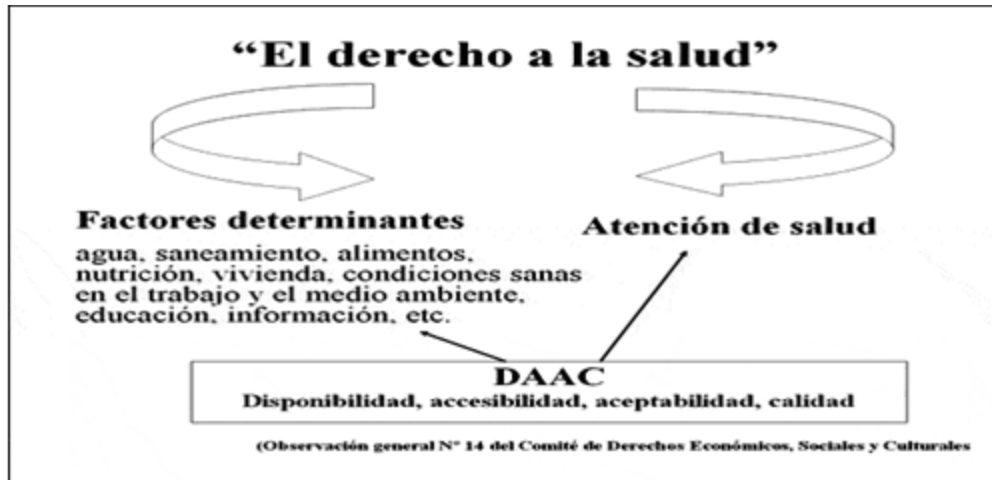 “El derecho a la salud”
Factores determinantes
agua, saneamiento, alimentos,
nutrición, vivienda, condiciones sanas
en el trabajo y el medio ambiente,
educación, información, etc.
Atención de salud
DAAC
Disponibilidad, accesibilidad, aceptabilidad, calidad
(Observación general Nº 14 del Comité de Derechos Económicos, Sociales y Culturales